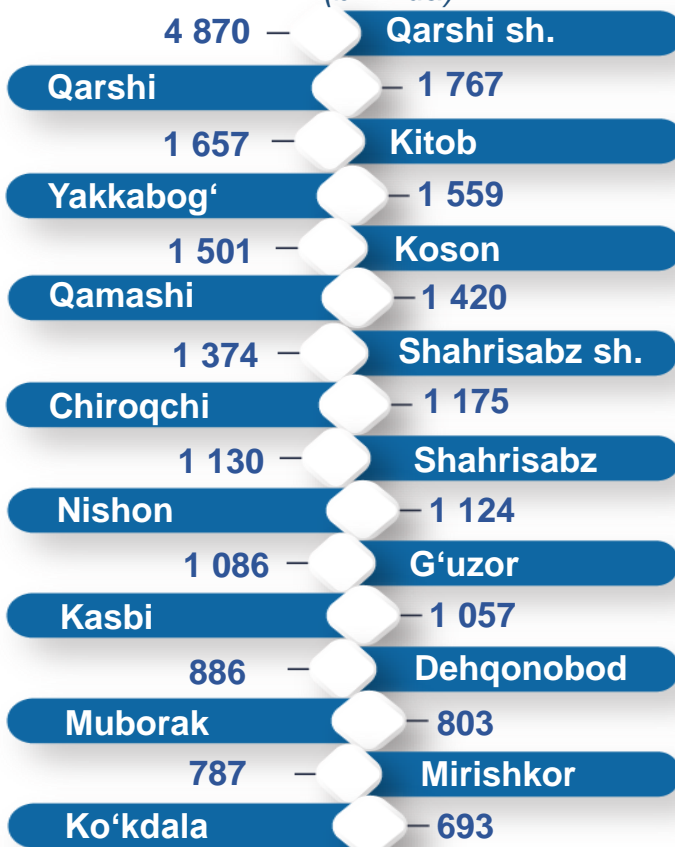 4 870 Qarshi sh.
Qarshi 1 767
1 657 Kitob
Yakkabog‘ 1 559
1 501 Koson
Qamashi 1 420
1 374 Shahrisabz sh.
Chiroqchi 1 175
1 130 Shahrisabz
Nishon 1 124
1 086 G‘uzor
Kasbi 1 057
886 Dehqonobod
Muborak 803
787 Mirishkor
Ko‘kdala 693